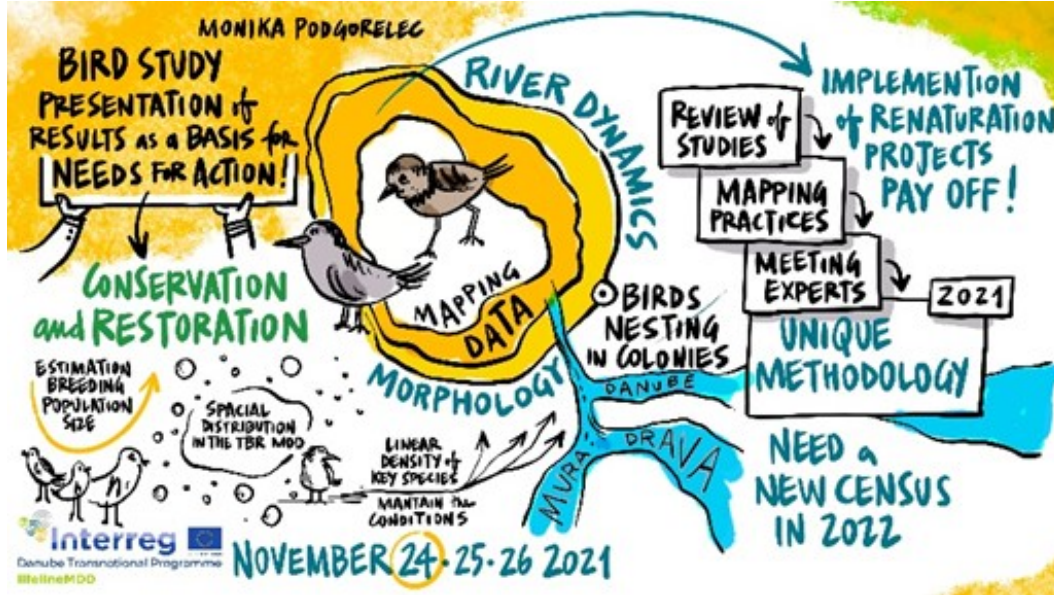 MONIKA PODGORELEC
BIRD STUDY
PRESENTATION of
RESULTS as a BASIS for
NEEDS FOR ACTION!
CONSERVATION
and RESTORATION
ESTIMATION
BREEDING
POPULATION
SIZE
SPACIAL
DISTRIBUTION
IN THE TBR MDD
LINEAR
DENSITY of
KEY SPECIES
MANTAIN the
CONDITIONS
RIVER DYNAMICS
MAPPING
DATA
MORPHOLOGY
BIRDS
NESTING
IN COLONIES
DANUBE
DRAVA
MURA
REVIEW of
STUDIES
MAPPING
PRACTICES
MEETING
EXPERTS
2021
UNIQUE
METHODOLOGY
IMPLEMENTION
of RENATURATION
PROJECTS
PAY OFF!
NEED a
NEW CENSUS
IN 2022
Interreg
Danube Transnational Programme
lifelineMDD
NOVEMBER 24·25·26 2021